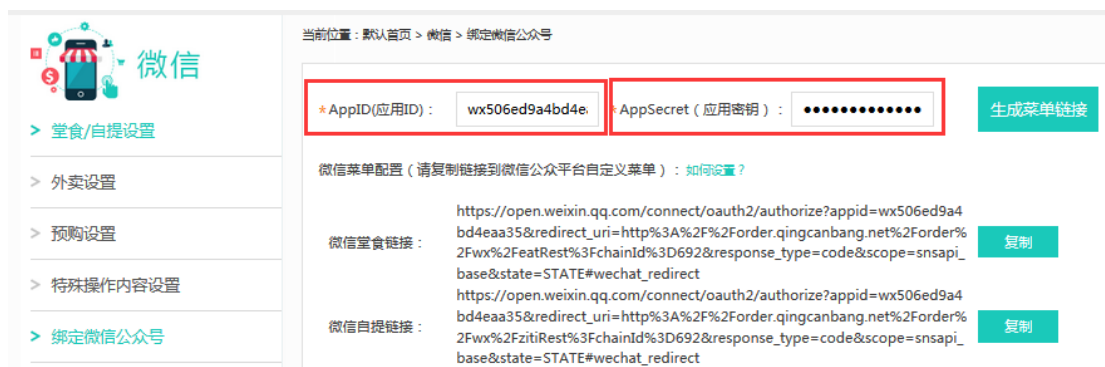 当前位置：默认首页 > 微信 > 绑定微信公众号
微信
*AppID(应用ID)： wx506ed9a4bd4e *AppSecret（应用密钥）： ●●●●●●●●●●●●● 生成菜单链接
> 堂食/自提设置
微信菜单配置（请复制链接到微信公众平台自定义菜单）：如何设置？
> 外卖设置
> 预购设置
> 特殊操作内容设置
> 绑定微信公众号
微信堂食链接：
https://open.weixin.qq.com/connect/oauth2/authorize?appid=wx506ed9a4
bd4eaa35&redirect_uri=http%3A%2F%2Forder.qingcanbang.net%2Forder%
2Fwx%2FeatRest%3FchainId%3D692&response_type=code&scope=snsapi_
base&state=STATE#wechat_redirect
复制
微信自提链接：
https://open.weixin.qq.com/connect/oauth2/authorize?appid=wx506ed9a4
bd4eaa35&redirect_uri=http%3A%2F%2Forder.qingcanbang.net%2Forder%
2Fwx%2FzitiRest%3FchainId%3D692&response_type=code&scope=snsapi_
base&state=STATE#wechat_redirect
复制